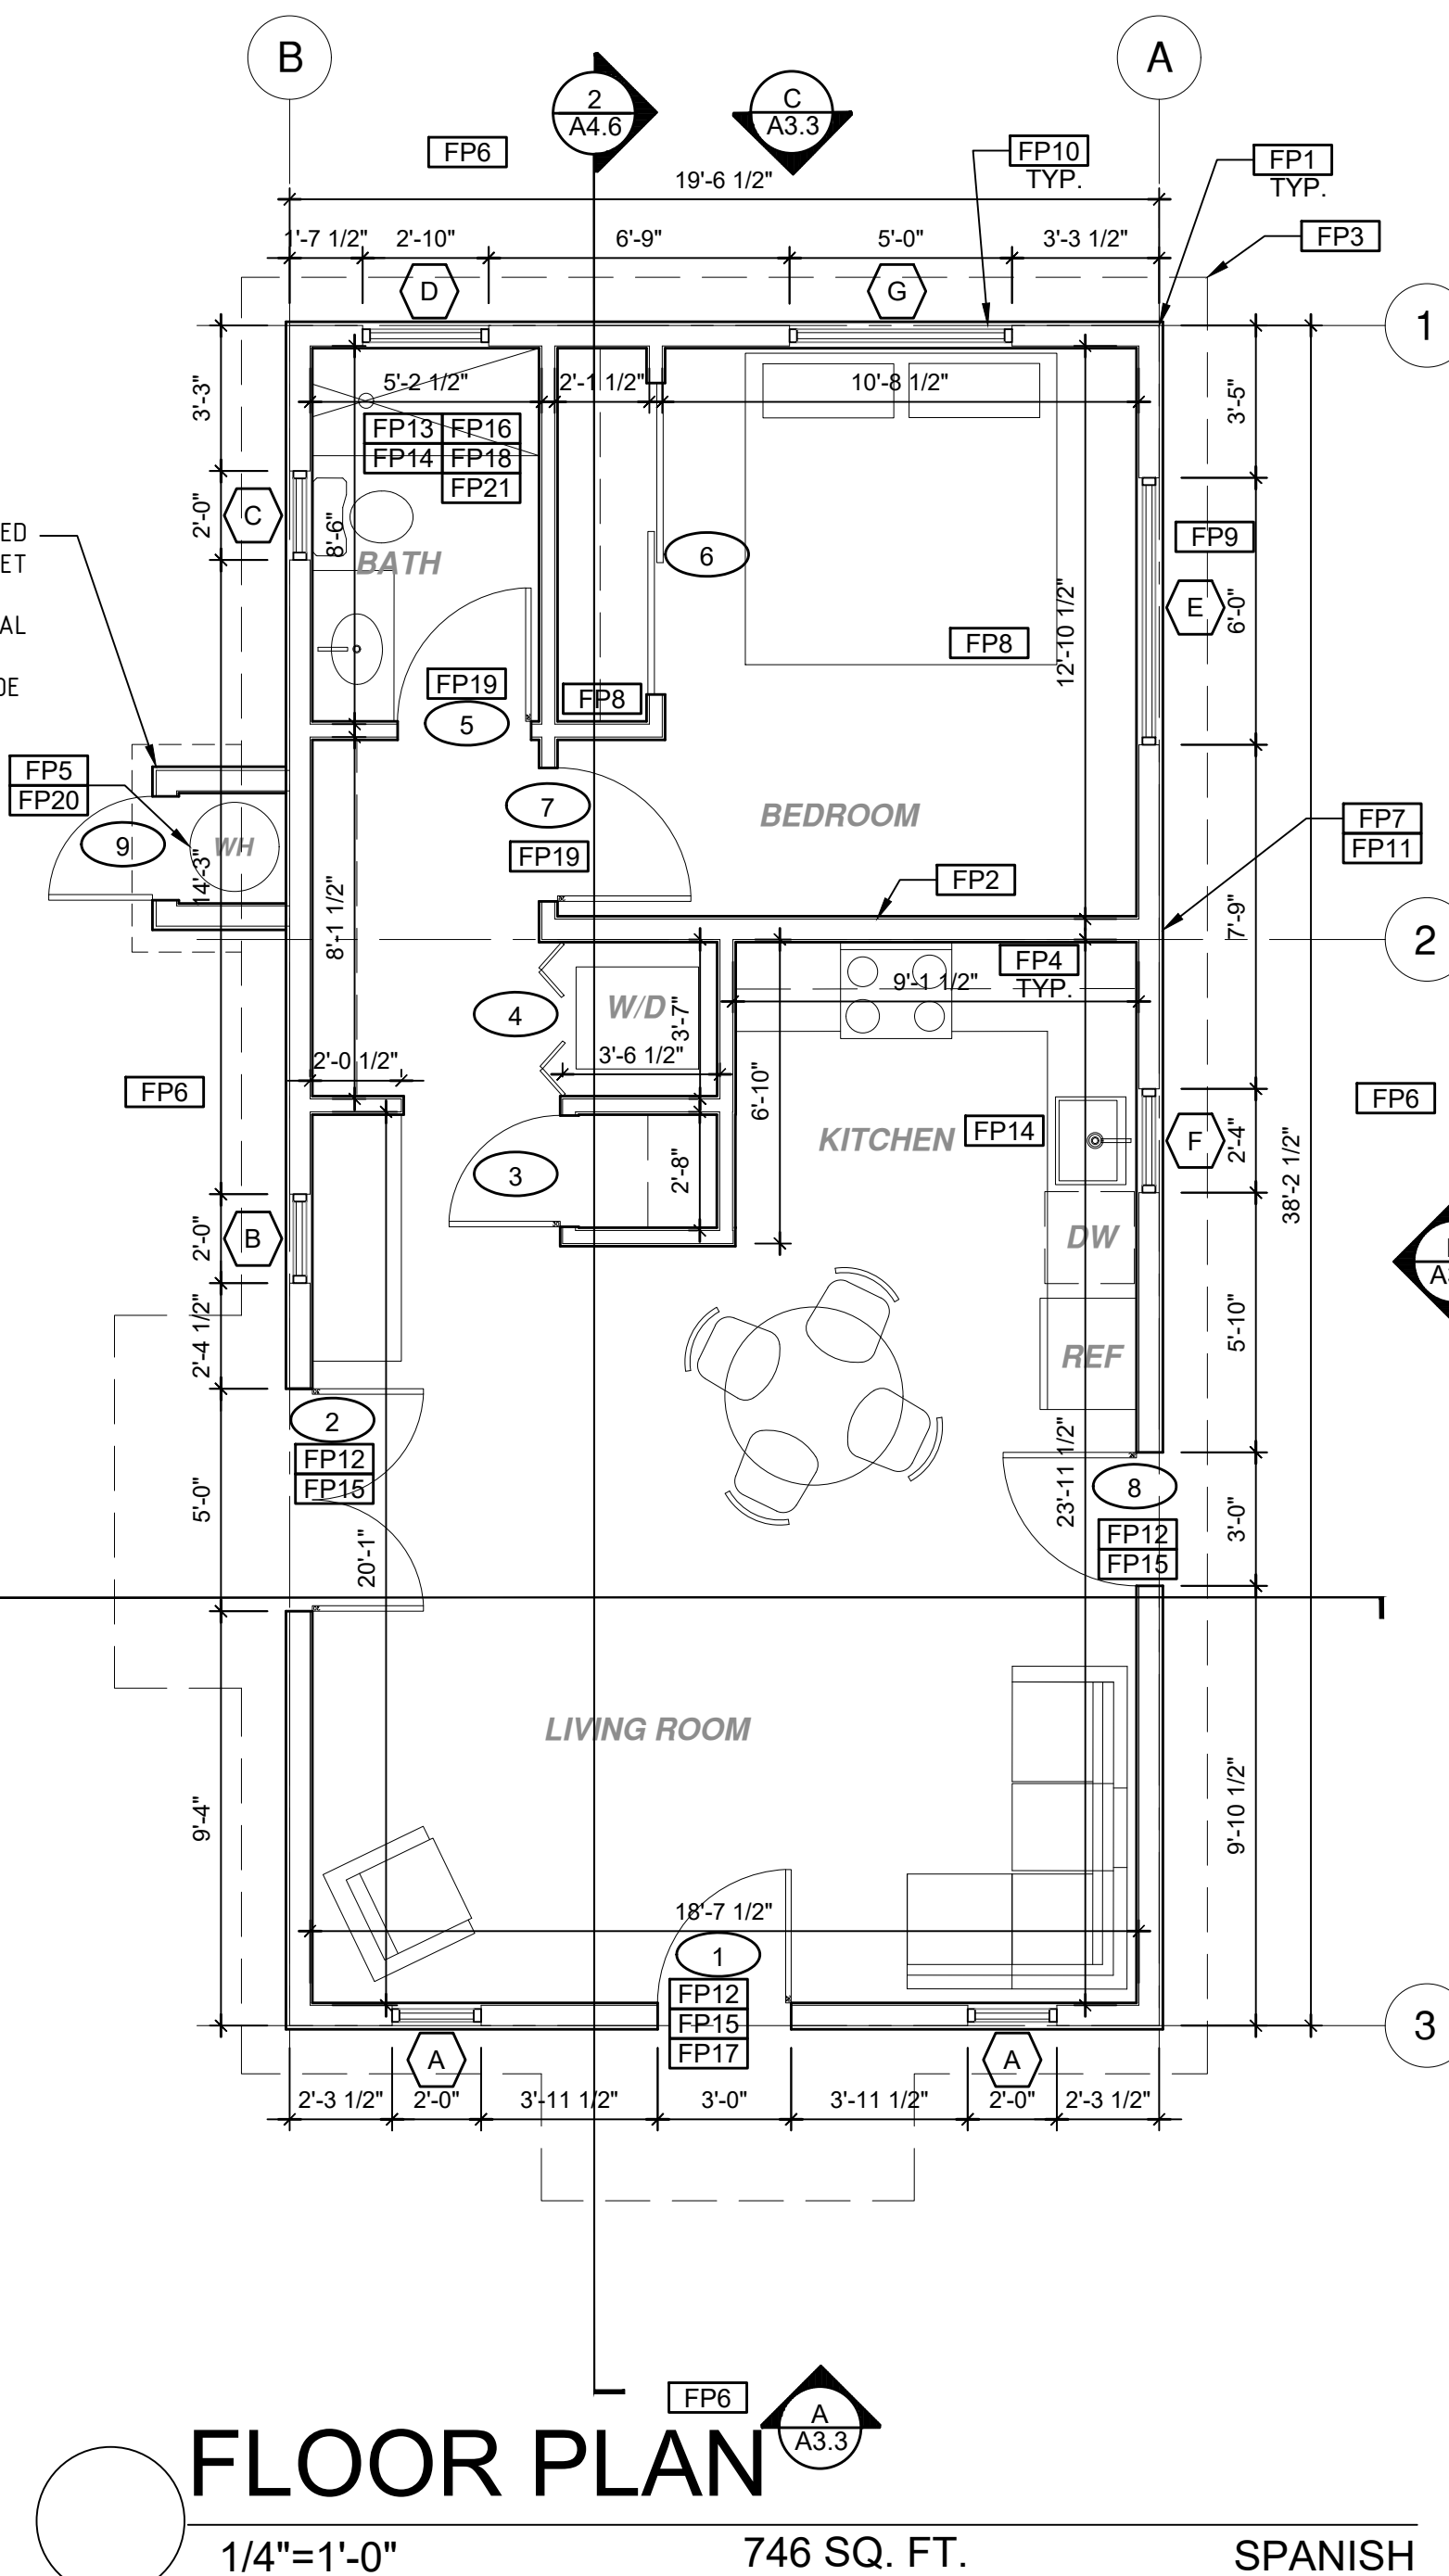 B
A
2
A4.6
C
A3.3
FP6
FP10
TYP.
FP1
TYP.
FP3
19'-6 1/2"
1'-7 1/2"
2'-10"
6'-9"
5'-0"
3'-3 1/2"
D
G
1
5'-2 1/2"
2'-1 1/2"
10'-8 1/2"
3'-3"
3'-5"
FP13 FP16
FP14 FP18
FP21
2'-0"
C
8'-6"
BATH
6
FP9
E
6'-0"
ED
ET
AL
DE
12'-10 1/2"
FP8
FP19
5
FP8
FP5
FP20
9
WH
14'-3"
7
FP19
BEDROOM
FP7
FP11
FP2
8'-1 1/2"
7'-9"
2
FP4
TYP.
9'-1 1/2"
4
W/D
3'-7"
3'-6 1/2"
2'-0 1/2"
6'-10"
FP6
FP6
KITCHEN
FP14
F
2'-4"
38'-2 1/2"
3
2'-8"
B
2'-0"
DW
2'-4 1/2"
5'-10"
REF
2
FP12
FP15
5'-0"
20'-1"
23'-11 1/2"
8
FP12
FP15
3'-0"
LIVING ROOM
9'-4"
9'-10 1/2"
18'-7 1/2"
1
FP12
FP15
FP17
3
A
A
2'-3 1/2"
2'-0"
3'-11 1/2"
3'-0"
3'-11 1/2"
2'-0"
2'-3 1/2"
FP6
A
A3.3
FLOOR PLAN
1/4"=1'-0"
746 SQ. FT.
SPANISH